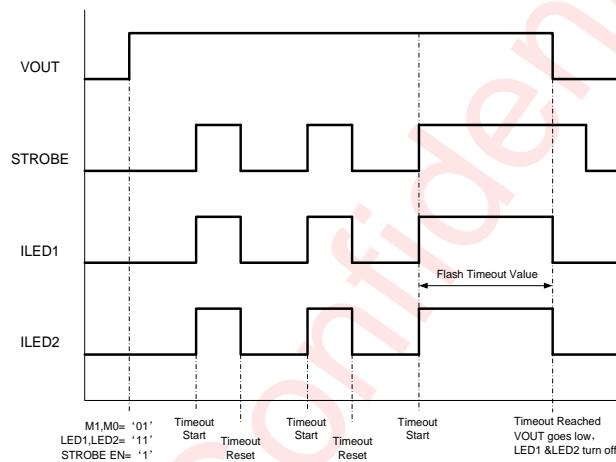 VOUT
STROBE
ILED1
Flash Timeout Value
ILED2
M1,M0= ‘01’
LED1,LED2= ‘11’
STROBE EN= ‘1’
Timeout
Start
Timeout
Reset
Timeout
Start
Timeout
Reset
Timeout
Start
Timeout Reached
VOUT goes low,
LED1 &LED2 turn off
Confidential